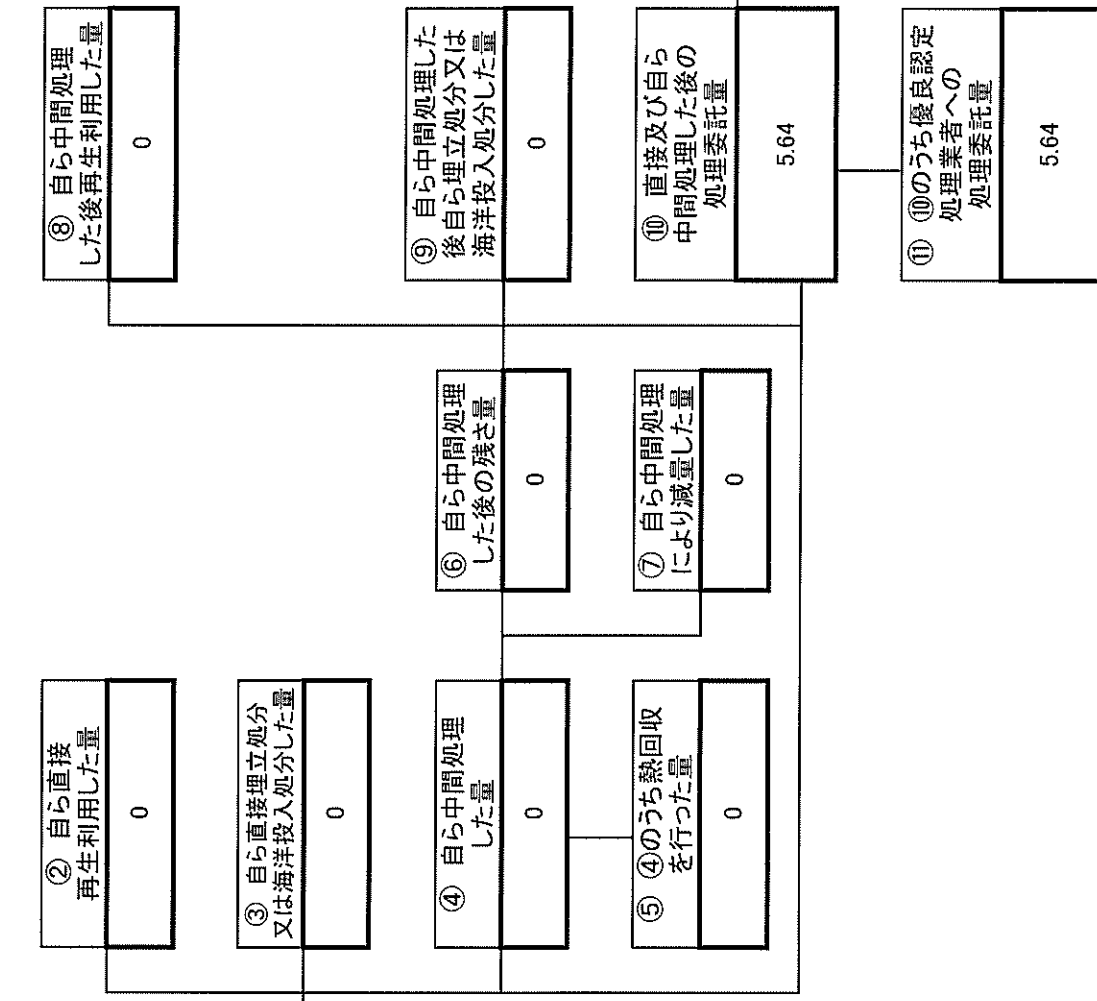 ② 自ら直接
再生利用した量
0
③ 自ら直接埋立処分
又は海洋投入処分した量
0
④ 自ら中間処理
した量
0
⑤ ④のうち熱回収
を行った量
0
⑥ 自ら中間処理
した後の残さ量
0
⑦ 自ら中間処理
により減量した量
0
⑧ 自ら中間処理
した後再生利用した量
0
⑨ 自ら中間処理した
後自ら埋立処分又は
海洋投入処分した量
0
⑩ 直接及び自ら
中間処理した後の
処理委託量
5.64
⑪ ⑩のうち優良認定
処理業者への
処理委託量
5.64